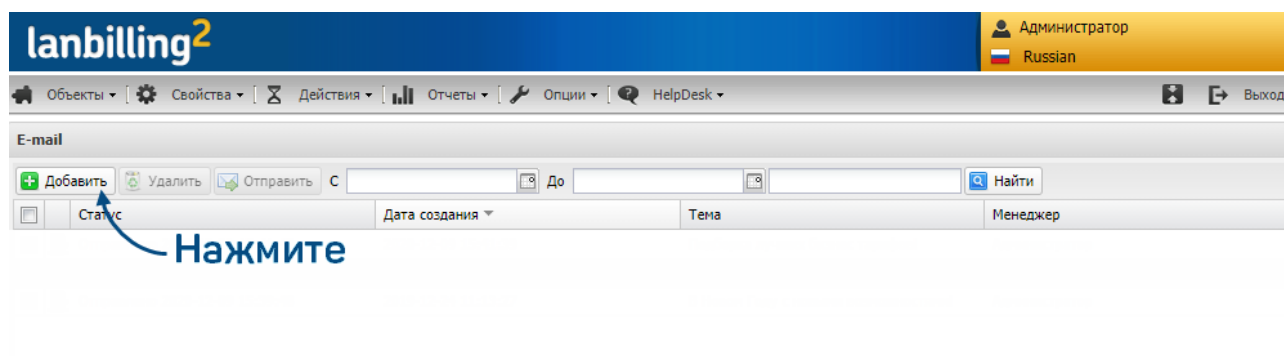 lanbilling2
Администратор
Russian
Объекты Свойства Действия Отчеты Опции HelpDesk Выход
E-mail
Добавить Удалить Отправить С До Найти
Статус Дата создания Тема Менеджер
Нажмите